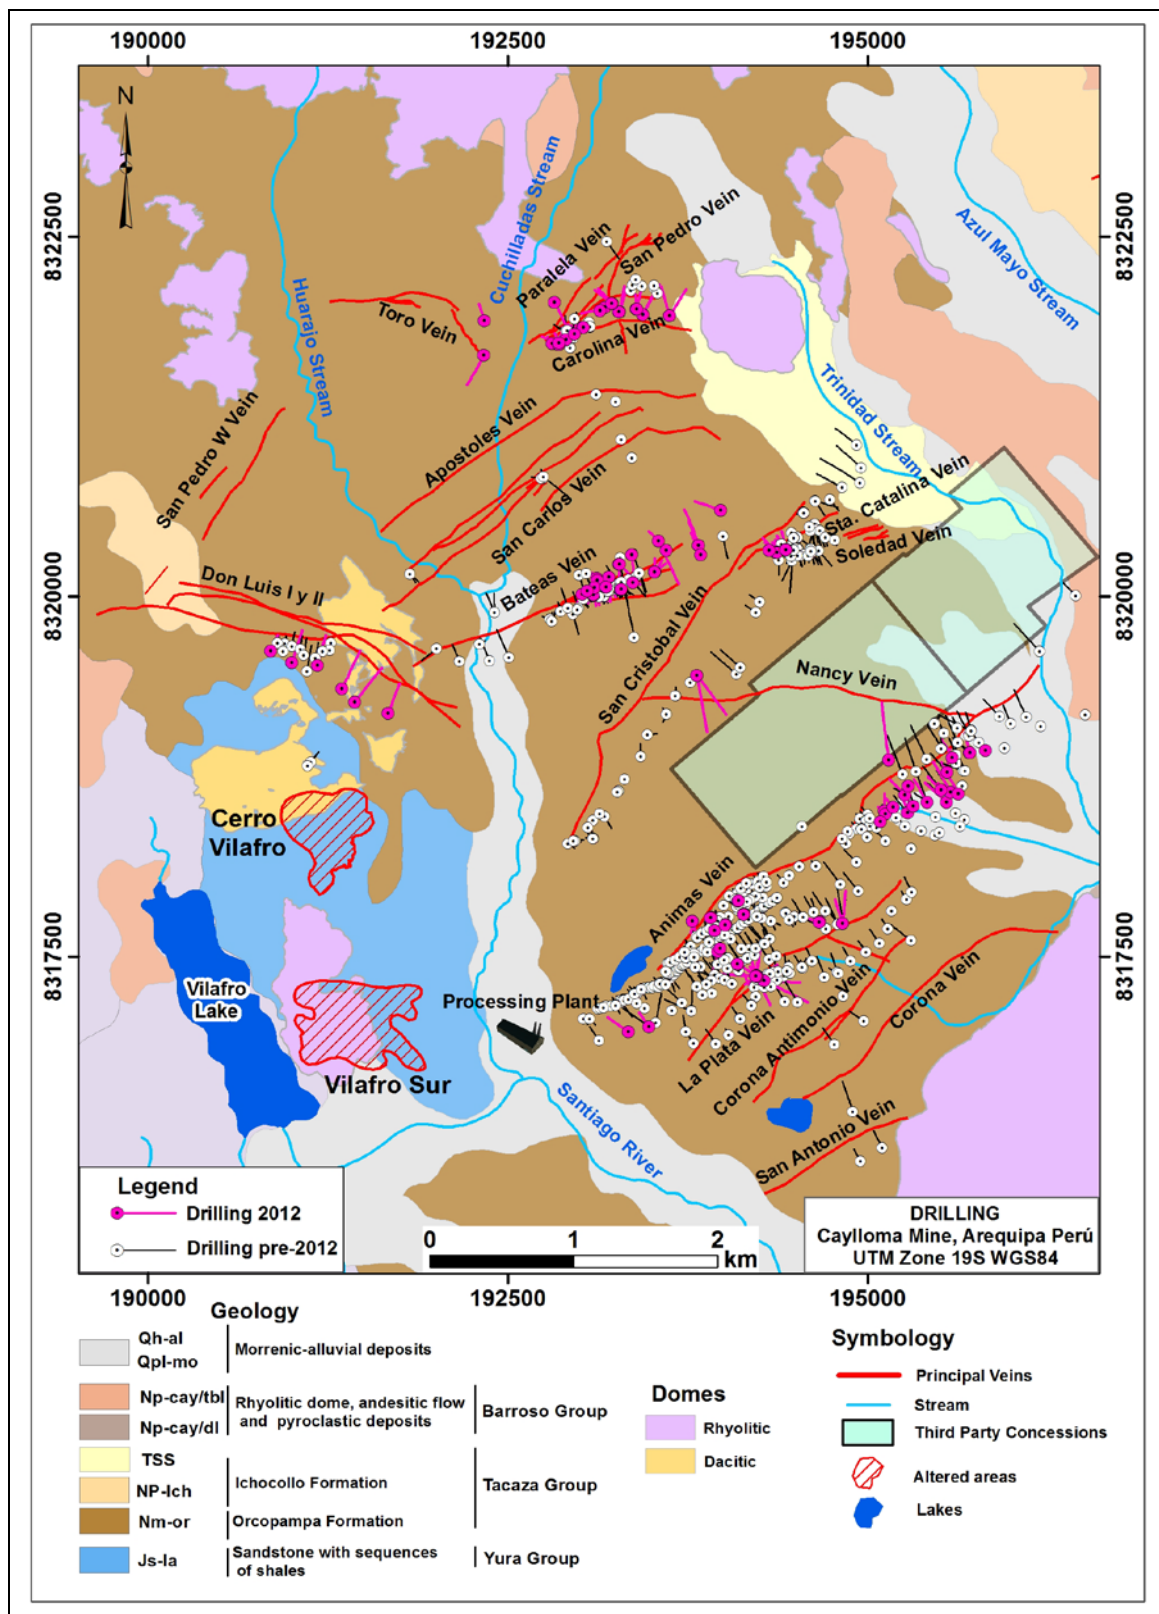 190000
192500
195000
N
8322500
8322500
8320000
8320000
8317500
8317500
Cuchilladas Stream
Huarajo Stream
Azul Mayo Stream
Trinidad Stream
Paralela Vein
San Pedro Vein
Toro Vein
Carolina Vein
San Pedro W Vein
Apostoles Vein
San Carlos Vein
Sta. Catalina Vein
Soledad Vein
Bateas Vein
Don Luis I y II
San Cristobal Vein
Nancy Vein
Cerro
Vilafro
Animas Vein
Vilafro
Lake
Processing Plant
Corona Vein
La Plata Vein
Corona Antimonio Vein
Vilafro Sur
Santiago River
San Antonio Vein
Legend
Drilling 2012
Drilling pre-2012
0 1 2
km
DRILLING
Caylloma Mine, Arequipa Perú
UTM Zone 19S WGS84
190000
192500
195000
Geology
Qh-al
Qpl-mo
Morrenic-alluvial deposits
Np-cay/tbl
Np-cay/dl
Rhyolitic dome, andesitic flow
and pyroclastic deposits
Barroso Group
TSS
NP-Ich
Ichocollo Formation
Tacaza Group
Nm-or
Orcopampa Formation
Js-la
Sandstone with sequences
of shales
Yura Group
Domes
Rhyolitic
Dacitic
Symbology
Principal Veins
Stream
Third Party Concessions
Altered areas
Lakes